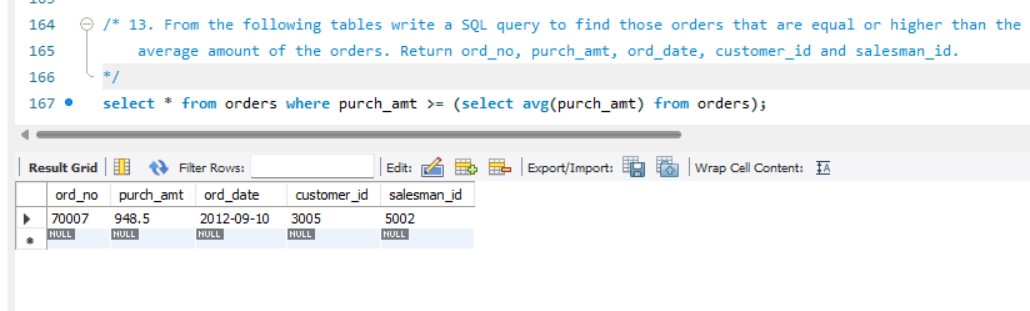 164 /* 13. From the following tables write a SQL query to find those orders that are equal or higher than the
165 average amount of the orders. Return ord_no, purch_amt, ord_date, customer_id and salesman_id.
166 */
167 select * from orders where purch_amt >= (select avg(purch_amt) from orders);
Result Grid Filter Rows: Edit: Export/Import: Wrap Cell Content: IA
ord_no purch_amt ord_date customer_id salesman_id
70007 948.5 2012-09-10 3005 5002
NULL NULL NULL NULL NULL